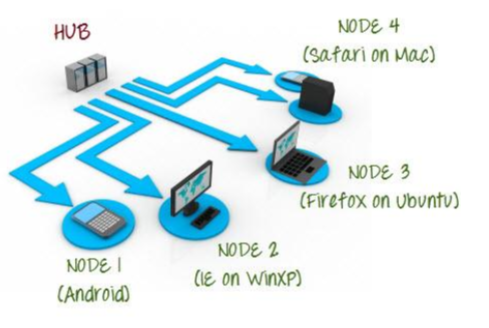 HUB
NODE 4
(Safari on Mac)
NODE 3
(Firefox on Ubuntu)
NODE 2
(IE on WinXP)
NODE 1
(Android)